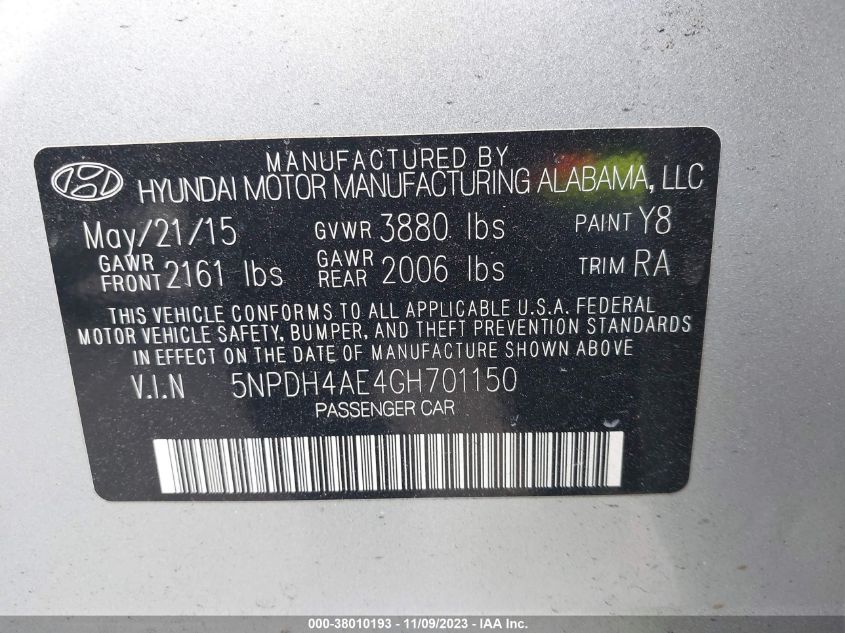 MANUFACTURED BY
HYUNDAI MOTOR MANUFACTURING ALABAMA, LLC
May/21/15 GVWR 3880 lbs PAINT Y8
GAWR FRONT 2161 lbs GAWR REAR 2006 lbs TRIM RA
THIS VEHICLE CONFORMS TO ALL APPLICABLE U.S.A. FEDERAL
MOTOR VEHICLE SAFETY, BUMPER, AND THEFT PREVENTION STANDARDS
IN EFFECT ON THE DATE OF MANUFACTURE SHOWN ABOVE
V.I.N 5NPDH4AE4GH701150
PASSENGER CAR
000-38010193 - 11/09/2023 - IAA Inc.